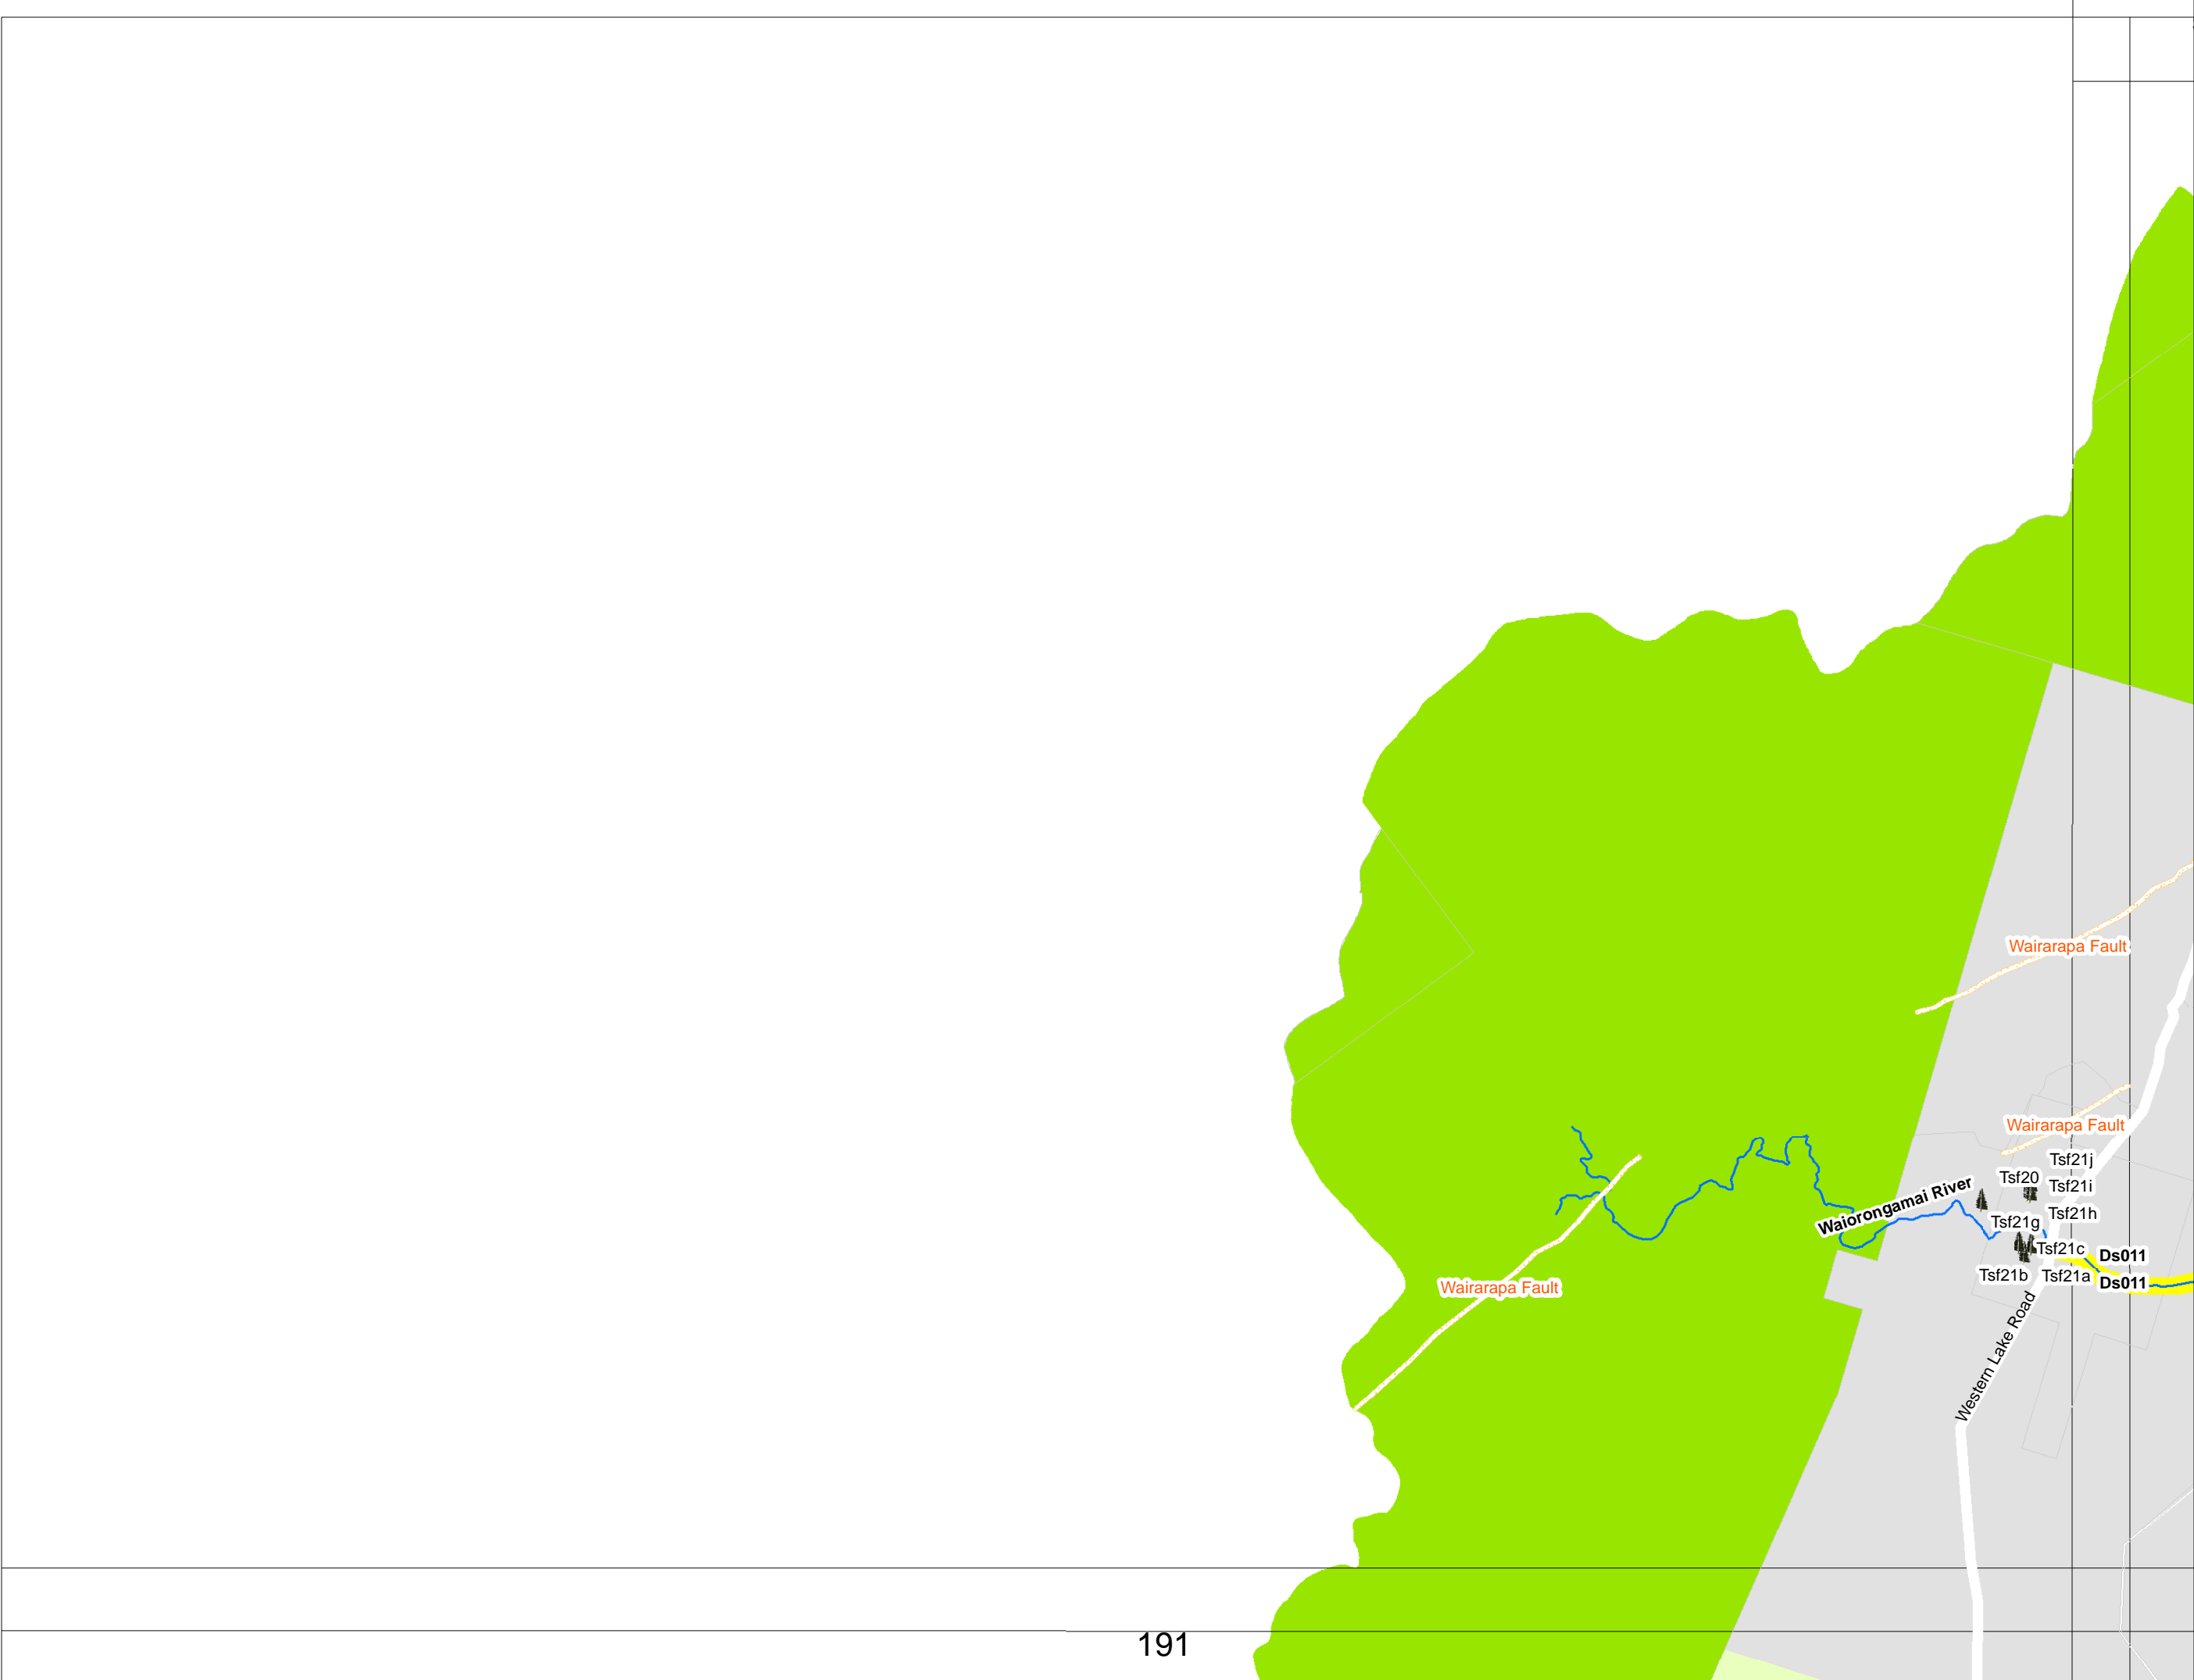 Wairarapa Fault
Wairarapa Fault
Tsf21j
Tsf20
Tsf21i
Waiorongamai River
Tsf21h
Tsf21g
Tsf21c
Ds011
Tsf21b
Tsf21a
Ds011
Wairarapa Fault
Western Lake Road
191